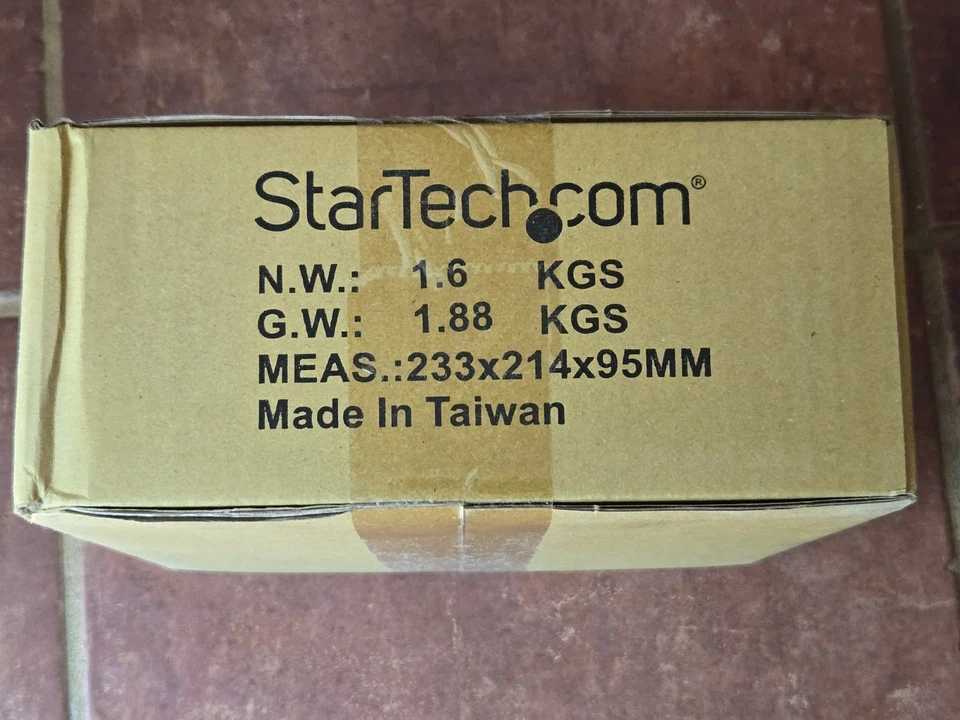 StarTech.com®
N.W.: 1.6 KGS
G.W.: 1.88 KGS
MEAS.:233x214x95MM
Made In Taiwan